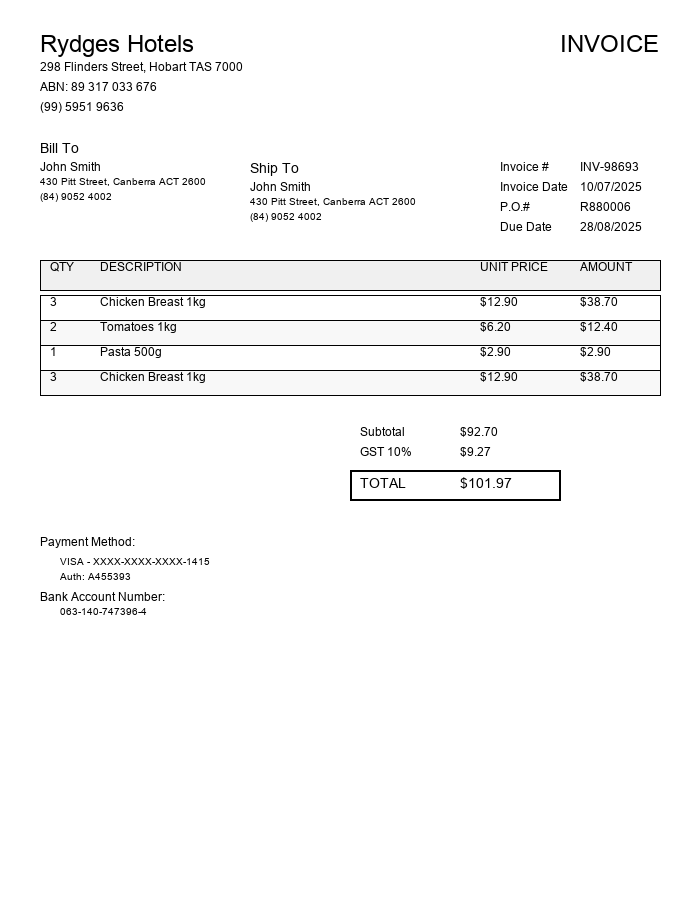 Rydges Hotels
INVOICE
298 Flinders Street, Hobart TAS 7000
ABN: 89 317 033 676
(99) 5951 9636
Bill To
John Smith
430 Pitt Street, Canberra ACT 2600
(84) 9052 4002
Ship To
John Smith
430 Pitt Street, Canberra ACT 2600
(84) 9052 4002
Invoice # INV-98693
Invoice Date 10/07/2025
P.O.# R880006
Due Date 28/08/2025
QTY DESCRIPTION UNIT PRICE AMOUNT
3 Chicken Breast 1kg $12.90 $38.70
2 Tomatoes 1kg $6.20 $12.40
1 Pasta 500g $2.90 $2.90
3 Chicken Breast 1kg $12.90 $38.70
Subtotal $92.70
GST 10% $9.27
TOTAL $101.97
Payment Method:
VISA - XXXX-XXXX-XXXX-1415
Auth: A455393
Bank Account Number:
063-140-747396-4